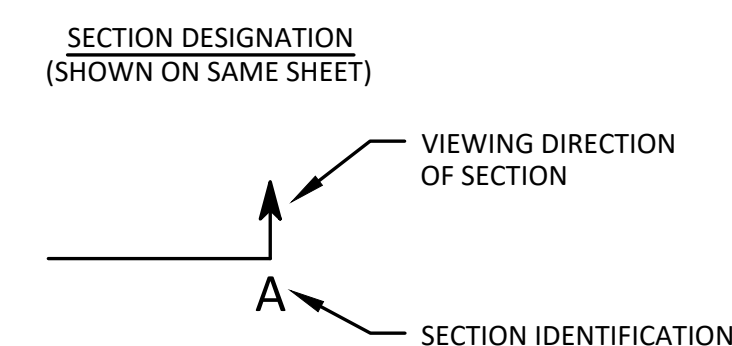 SECTION DESIGNATION
(SHOWN ON SAME SHEET)
VIEWING DIRECTION
OF SECTION
A
SECTION IDENTIFICATION